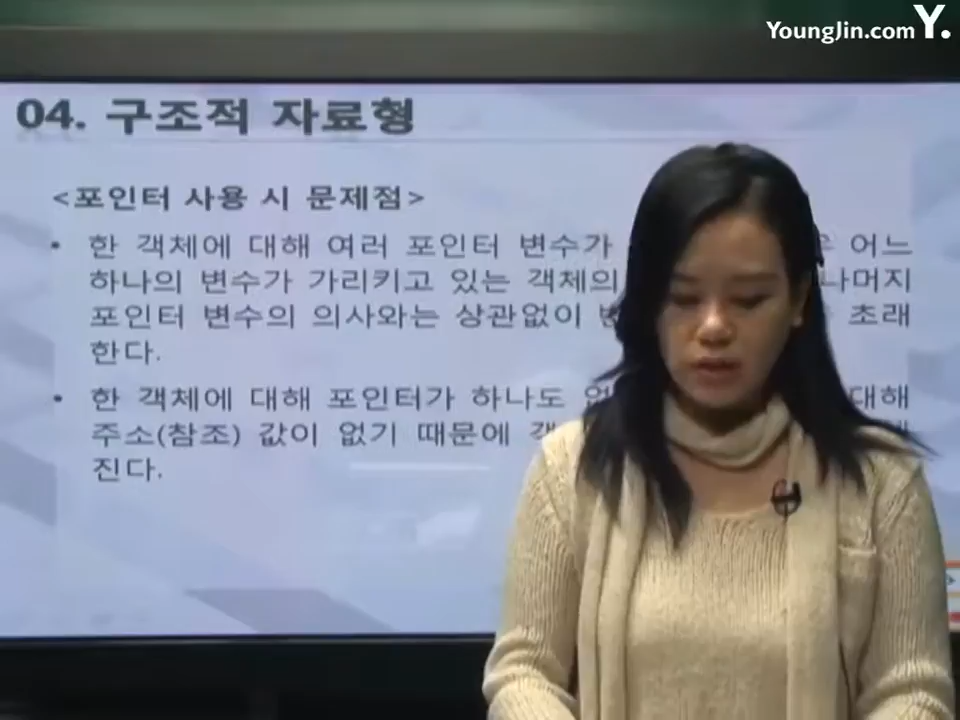 YoungJin.com Y.
04. 구조적 자료형
<포인터 사용 시 문제점>
• 한 객체에 대해 여러 포인터 변수가 어느
하나의 변수가 가리키고 있는 객체의 나머지
포인터 변수의 의사와는 상관없이 초래
한다.
• 한 객체에 대해 포인터가 하나도 대해
주소(참조) 값이 없기 때문에
진다.